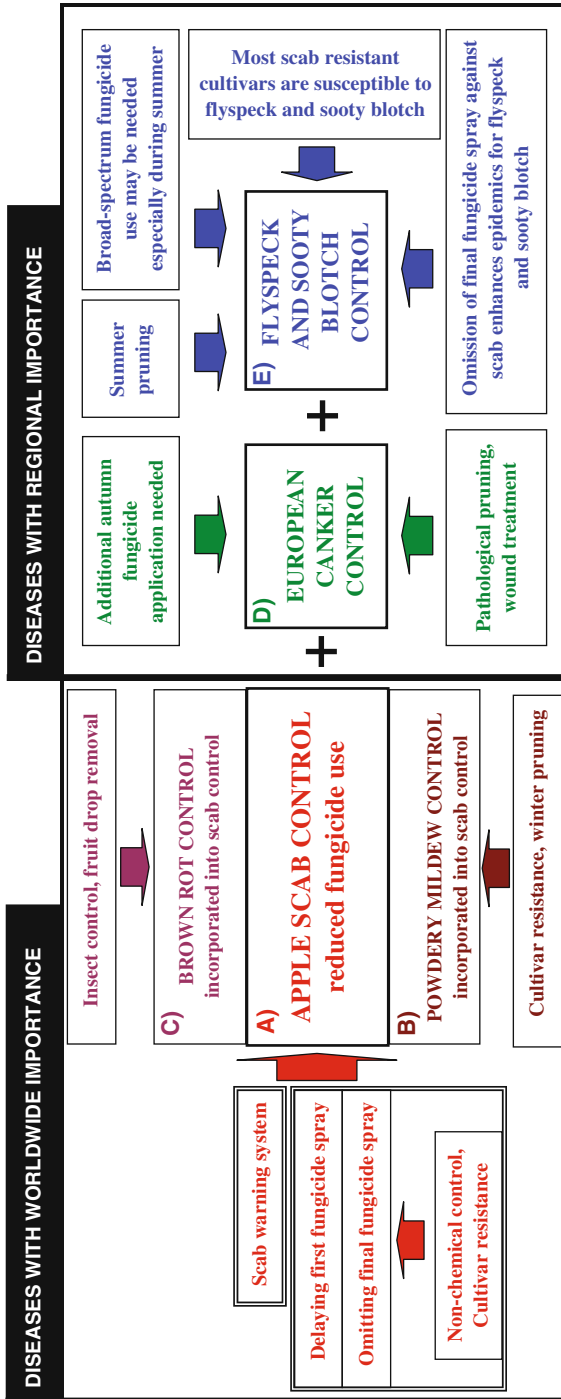 DISEASES WITH WORLDWIDE IMPORTANCE
Insect control, fruit drop removal
C)
BROWN ROT CONTROL
incorporated into scab control
Scab warning system
Delaying first fungicide spray
Omitting final fungicide spray
Non-chemical control,
Cultivar resistance
A)
APPLE SCAB CONTROL
reduced fungicide use
B)
POWDERY MILDEW CONTROL
incorporated into scab control
Cultivar resistance, winter pruning
DISEASES WITH REGIONAL IMPORTANCE
Additional autumn
fungicide
application needed
+
D)
EUROPEAN
CANKER
CONTROL
Pathological pruning,
wound treatment
Summer
pruning
Broad-spectrum fungicide
use may be needed
especially during summer
+
E)
FLYSPECK
AND SOOTY
BLOTCH
CONTROL
Most scab resistant
cultivars are susceptible to
flyspeck and sooty blotch
Omission of final fungicide spray against
scab enhances epidemics for flyspeck
and sooty blotch